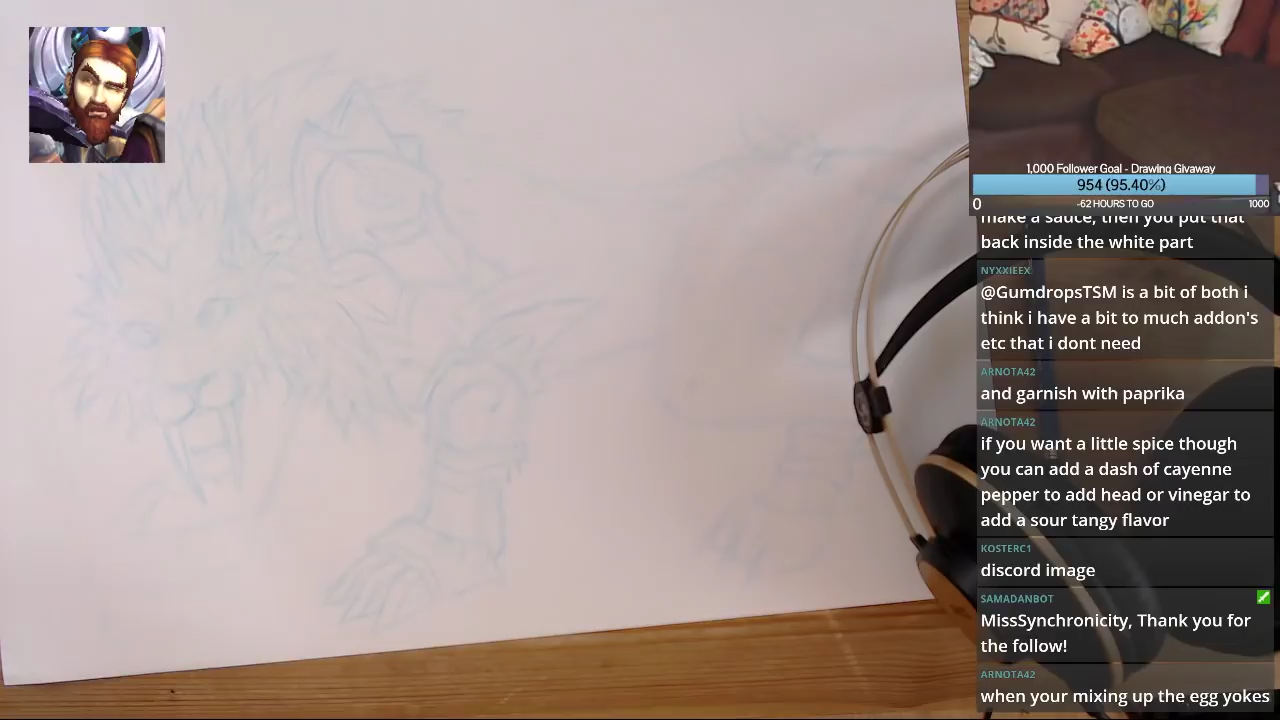 1,000 Follower Goal - Drawing Givaway
954 (95.40%)
0
-62 HOURS TO GO
1000
make a sauce, then you put that
back inside the white part
NYXXIEEX
@GumdropsTSM is a bit of both i
think i have a bit to much addon's
etc that i dont need
ARNOTA42
and garnish with paprika
ARNOTA42
if you want a little spice though
you can add a dash of cayenne
pepper to add head or vinegar to
add a sour tangy flavor
KOSTERC1
discord image
SAMADANBOT
MissSynchronicity, Thank you for
the follow!
ARNOTA42
when your mixing up the egg yokes